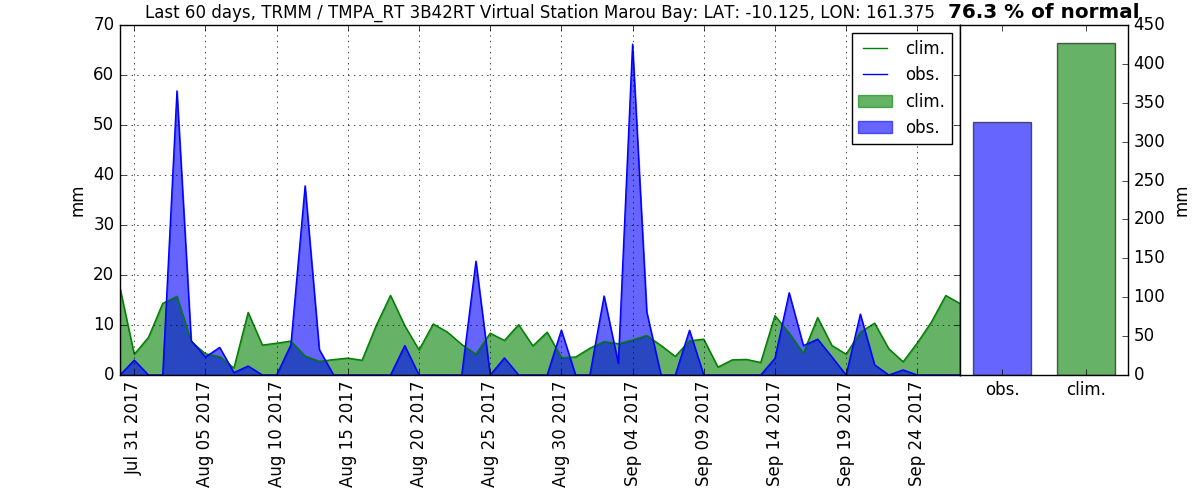 Last 60 days, TRMM / TMPA_RT 3B42RT Virtual Station Marou Bay: LAT: -10.125, LON: 161.375
76.3 % of normal
70
60
50
40
30
20
10
0
mm
clim.
obs.
clim.
obs.
Jul 31 2017
Aug 05 2017
Aug 10 2017
Aug 15 2017
Aug 20 2017
Aug 25 2017
Aug 30 2017
Sep 04 2017
Sep 09 2017
Sep 14 2017
Sep 19 2017
Sep 24 2017
450
400
350
300
250
200
150
100
50
0
mm
obs.
clim.